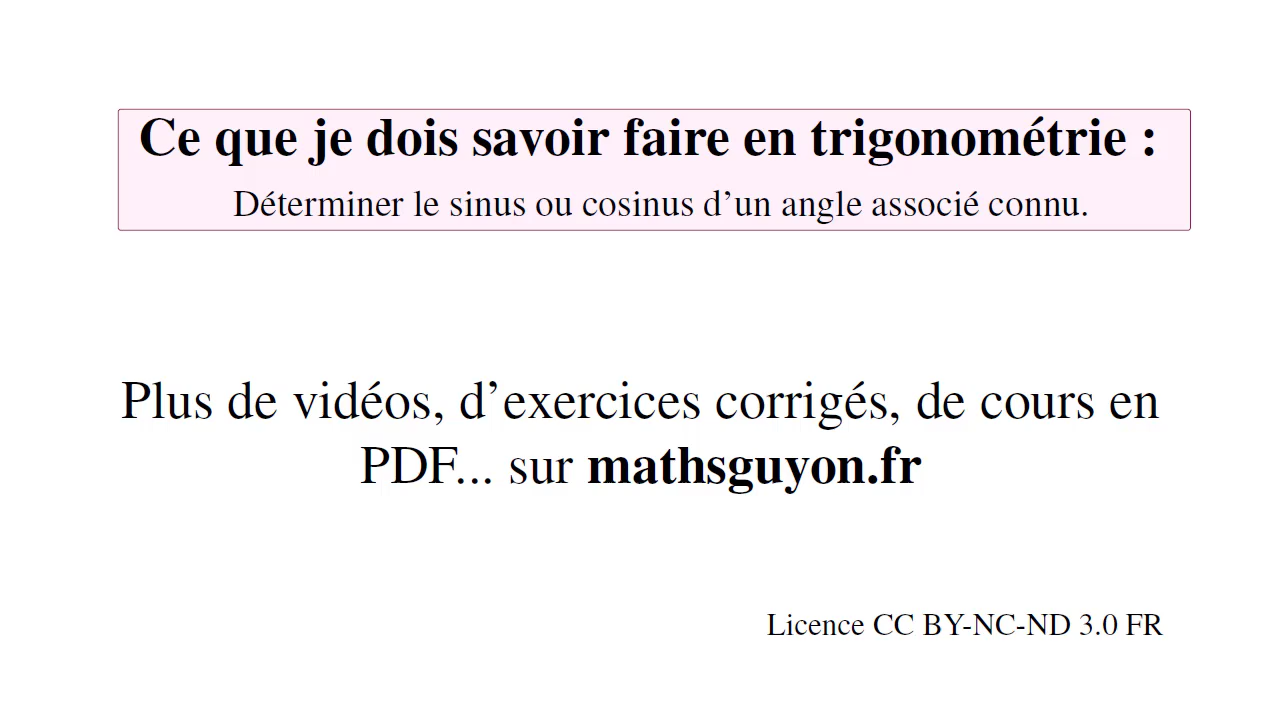 Ce que je dois savoir faire en trigonométrie :
Déterminer le sinus ou cosinus d’un angle associé connu.
Plus de vidéos, d’exercices corrigés, de cours en
PDF... sur mathsguyon.fr
Licence CC BY-NC-ND 3.0 FR